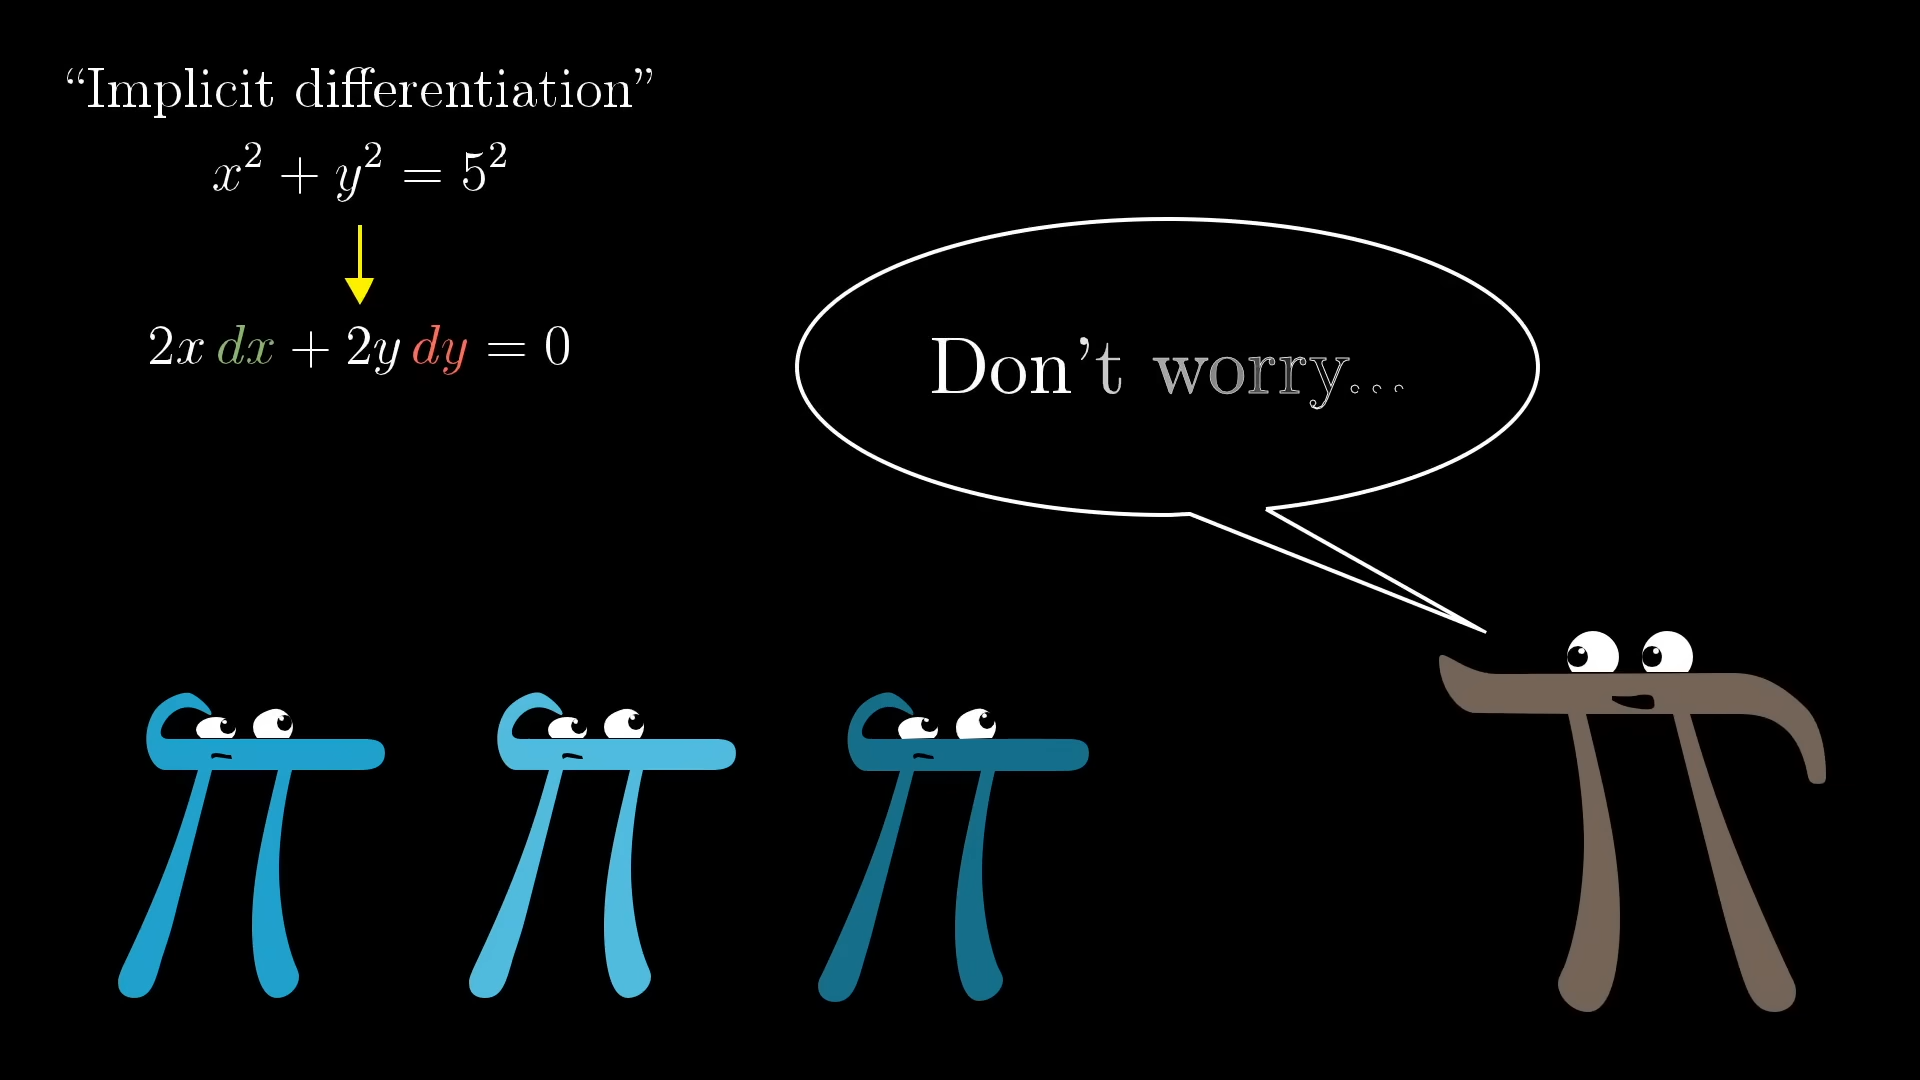 “Implicit differentiation”
x² + y² = 5²
2x dx + 2y dy = 0
Don’t worry...